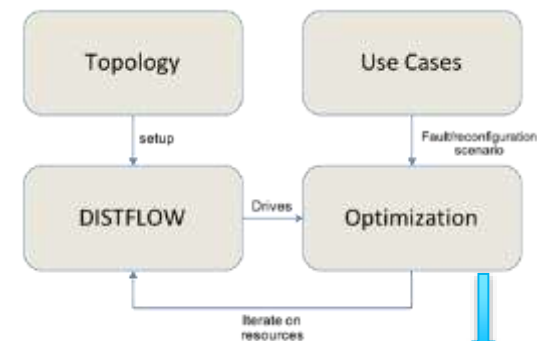 Topology
Use Cases
setup
Fault/reconfiguration
scenario
DISTFLOW
Drives
Optimization
Iterate on
resources